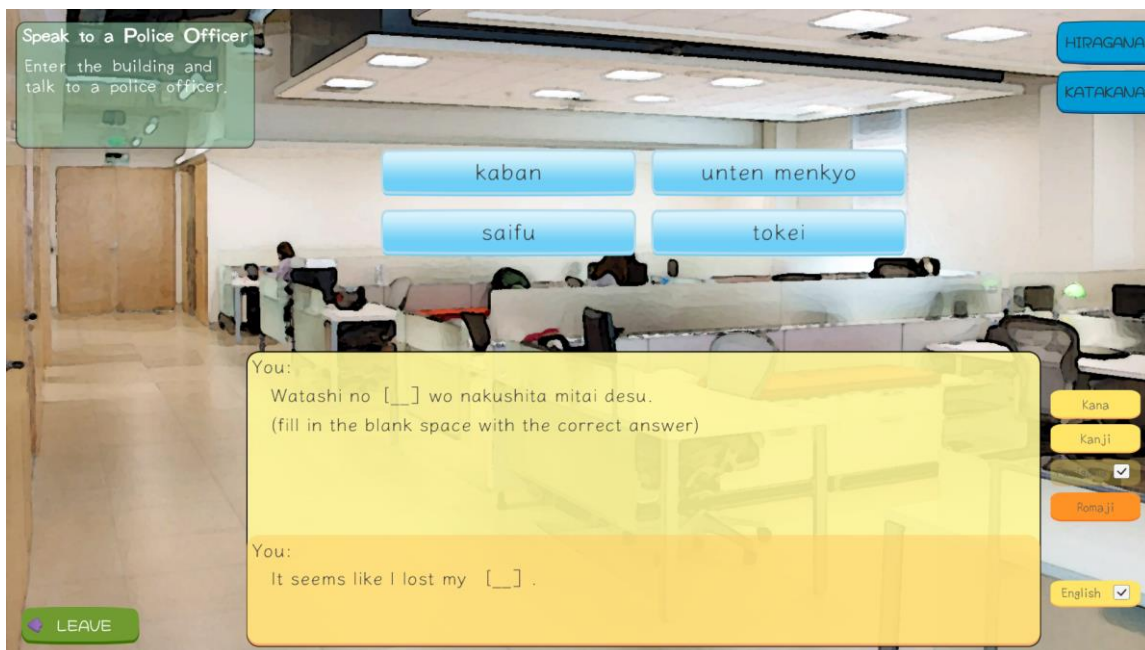 Speak to a Police Officer
Enter the building and
talk to a police officer.
HIRAGANA
KATAKANA
kaban
unten menkyo
saifu
tokei
You:
Watashi no [__] wo nakushita mitai desu.
(fill in the blank space with the correct answer)
Kana
Kanji
Romaji
You:
It seems like I lost my [__] .
English
LEAVE